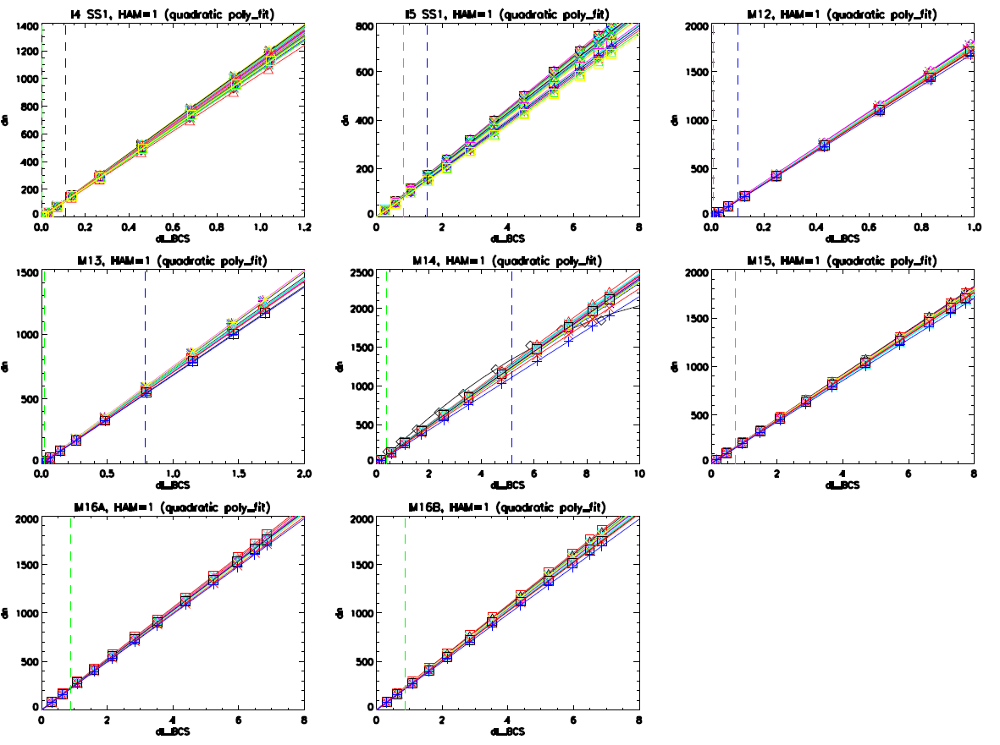 I4 SS1, HAM=1 (quadratic poly_fit)
I5 SS1, HAM=1 (quadratic poly_fit)
M12, HAM=1 (quadratic poly_fit)
1400
1200
1000
800
600
400
200
0
dn
0.0 0.2 0.4 0.6 0.8 1.0 1.2
dL_BCS
800
600
400
200
0
dn
0 2 4 6 8
dL_BCS
2000
1500
1000
500
0
dn
0.0 0.2 0.4 0.6 0.8 1.0
dL_BCS
M13, HAM=1 (quadratic poly_fit)
M14, HAM=1 (quadratic poly_fit)
M15, HAM=1 (quadratic poly_fit)
1500
1000
500
0
dn
0.0 0.5 1.0 1.5 2.0
dL_BCS
2500
2000
1500
1000
500
0
dn
0 2 4 6 8 10
dL_BCS
2000
1500
1000
500
0
dn
0 2 4 6 8
dL_BCS
M16A, HAM=1 (quadratic poly_fit)
M16B, HAM=1 (quadratic poly_fit)
2000
1500
1000
500
0
dn
0 2 4 6 8
dL_BCS
2000
1500
1000
500
0
dn
0 2 4 6 8
dL_BCS